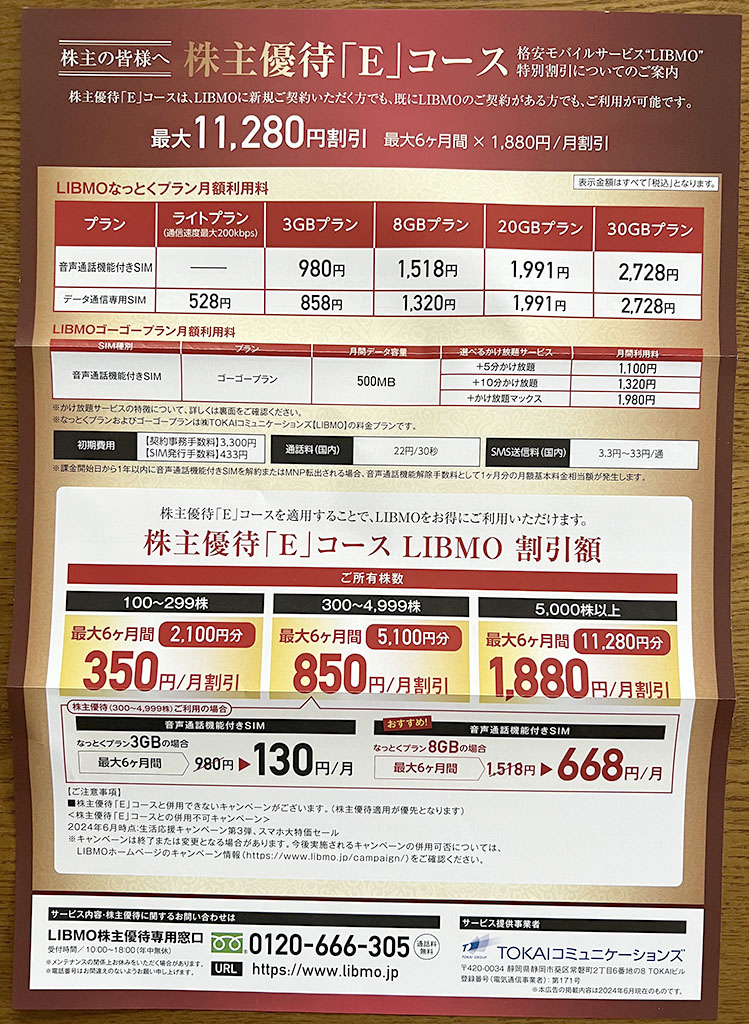 株主の皆様へ 株主優待「E」コース 格安モバイルサービス“LIBMO”
特別割引についてのご案内
株主優待「E」コースは、LIBMOに新規ご契約いただく方でも、既にLIBMOのご契約がある方でも、ご利用が可能です。
最大11,280円割引 最大6ヶ月間 × 1,880円/月割引
LIBMOなっとくプラン月額利用料 表示金額はすべて「税込」となります。
プラン ライトプラン (通信速度最大200kbps) 3GBプラン 8GBプラン 20GBプラン 30GBプラン
音声通話機能付きSIM ― 980円 1,518円 1,991円 2,728円
データ通信専用SIM 528円 858円 1,320円 1,991円 2,728円
LIBMOゴーゴープラン月額利用料
SIM種別 プラン 月間データ容量 選べるかけ放題サービス 月間利用料
音声通話機能付きSIM ゴーゴープラン 500MB +5分かけ放題 1,100円
+10分かけ放題 1,320円
+かけ放題マックス 1,980円
※かけ放題サービスの特徴について、詳しくは裏面をご確認ください。
※なっとくプランおよびゴーゴープランは㈱TOKAIコミュニケーションズ【LIBMO】の料金プランです。
初期費用 【契約事務手数料】3,300円
【SIM発行手数料】433円
通話料(国内) 22円/30秒 SMS送信料(国内) 3.3円〜33円/通
※課金開始日から1年以内に音声通話機能付きSIMを解約またはMNP転出される場合、音声通話機能解除手数料として1ヶ月分の月額基本料金相当額が発生します。
株主優待「E」コースを適用することで、LIBMOをお得にご利用いただけます。
株主優待「E」コース LIBMO 割引額
ご所有株数
100〜299株 300〜4,999株 5,000株以上
最大6ヶ月間 2,100円分 最大6ヶ月間 5,100円分 最大6ヶ月間 11,280円分
350円/月割引 850円/月割引 1,880円/月割引
株主優待(300〜4,999株)ご利用の場合
音声通話機能付きSIM おすすめ! 音声通話機能付きSIM
なっとくプラン3GBの場合 なっとくプラン8GBの場合
最大6ヶ月間 980円▶130円/月 最大6ヶ月間 1,518円▶668円/月
【ご注意事項】
■株主優待「E」コースと併用できないキャンペーンがございます。(株主優待適用が優先となります)
<株主優待「E」コースとの併用不可キャンペーン>
2024年6月時点:生活応援キャンペーン第3弾、スマホ大特価セール
※キャンペーンは終了または変更となる場合があります。今後実施されるキャンペーンの併用可否については、
LIBMOホームページのキャンペーン情報(https://www.libmo.jp/campaign/)をご確認ください。
サービス内容・株主優待に関するお問い合わせは
LIBMO株主優待専用窓口 0120-666-305 通話料無料
受付時間/10:00〜18:00(年中無休)
※メンテナンスの関係上お休みをいただく場合があります。
※電話番号はお間違えのないようお願い申し上げます。
URL https://www.libmo.jp
サービス提供事業者
TOKAI GROUP TOKAIコミュニケーションズ
〒420-0034 静岡県静岡市葵区常磐町2丁目6番地の8 TOKAIビル
登録番号(電気通信事業者):第171号
※本広告の掲載内容は2024年6月現在のものです。